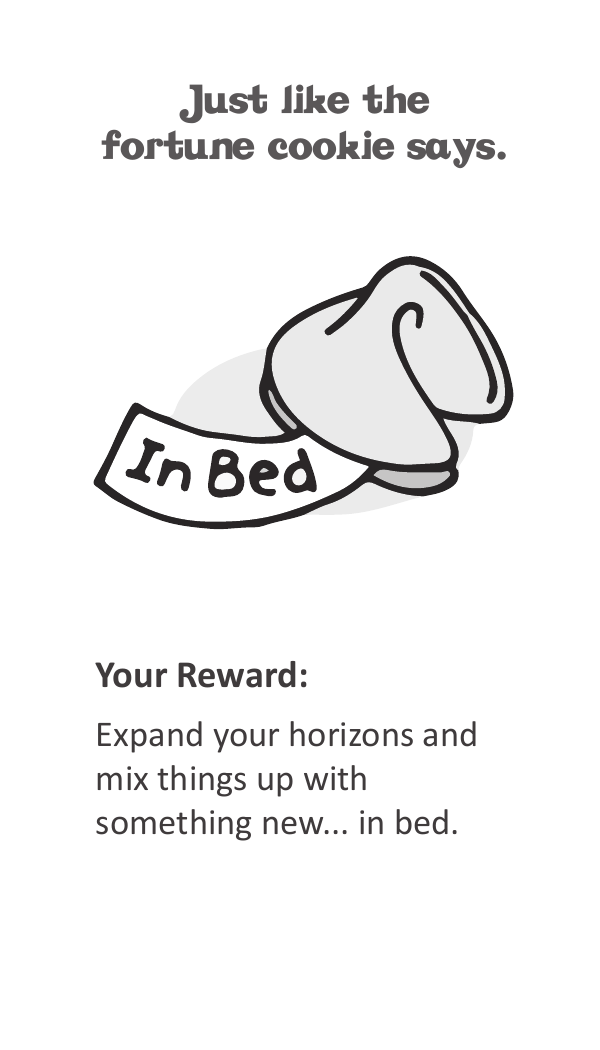 Just like the
fortune cookie says.
In Bed
Your Reward:
Expand your horizons and
mix things up with
something new... in bed.